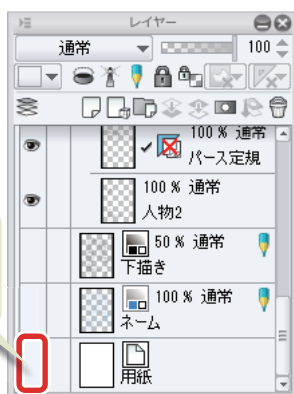 レイヤー
通常 100
100 % 通常
パース定規
100 % 通常
人物2
50 % 通常
下描き
100 % 通常
ネーム
用紙